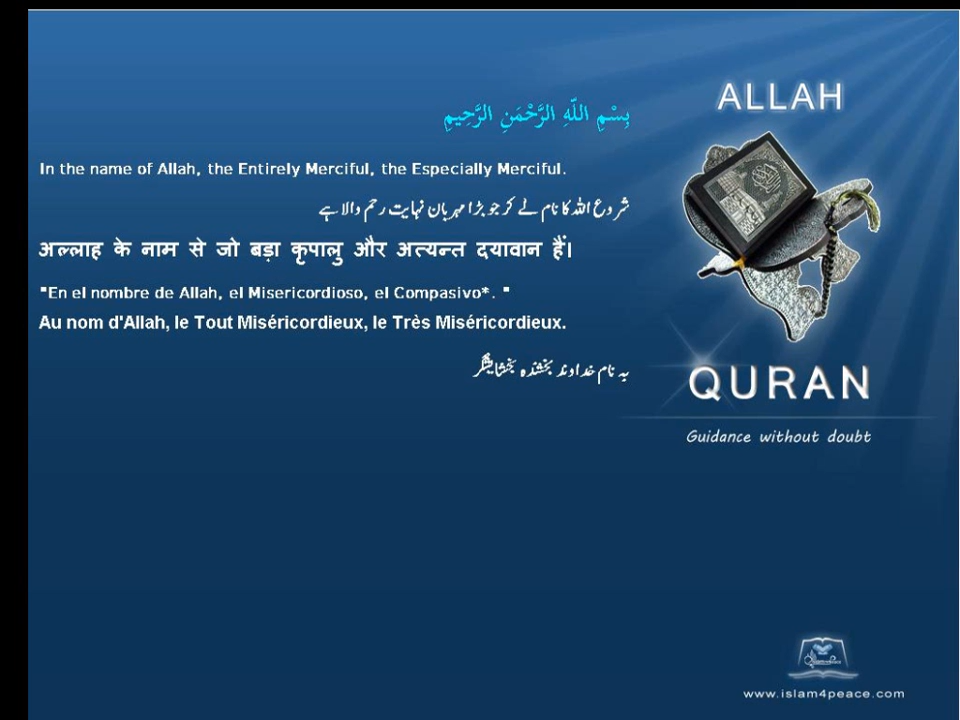 بِسْمِ اللَّهِ الرَّحْمَنِ الرَّحِيمِ
In the name of Allah, the Entirely Merciful, the Especially Merciful.
شروع اللہ کا نام لے کر جو بڑا مہربان نہایت رحم والا ہے
अल्लाह के नाम से जो बड़ा कृपालु और अत्यन्त दयावान हैं।
"En el nombre de Allah, el Misericordioso, el Compasivo*. "
Au nom d'Allah, le Tout Miséricordieux, le Très Miséricordieux.
به نام خداوند بخشنده بخشایشگر
ALLAH
QURAN
Guidance without doubt
www.islam4peace.com